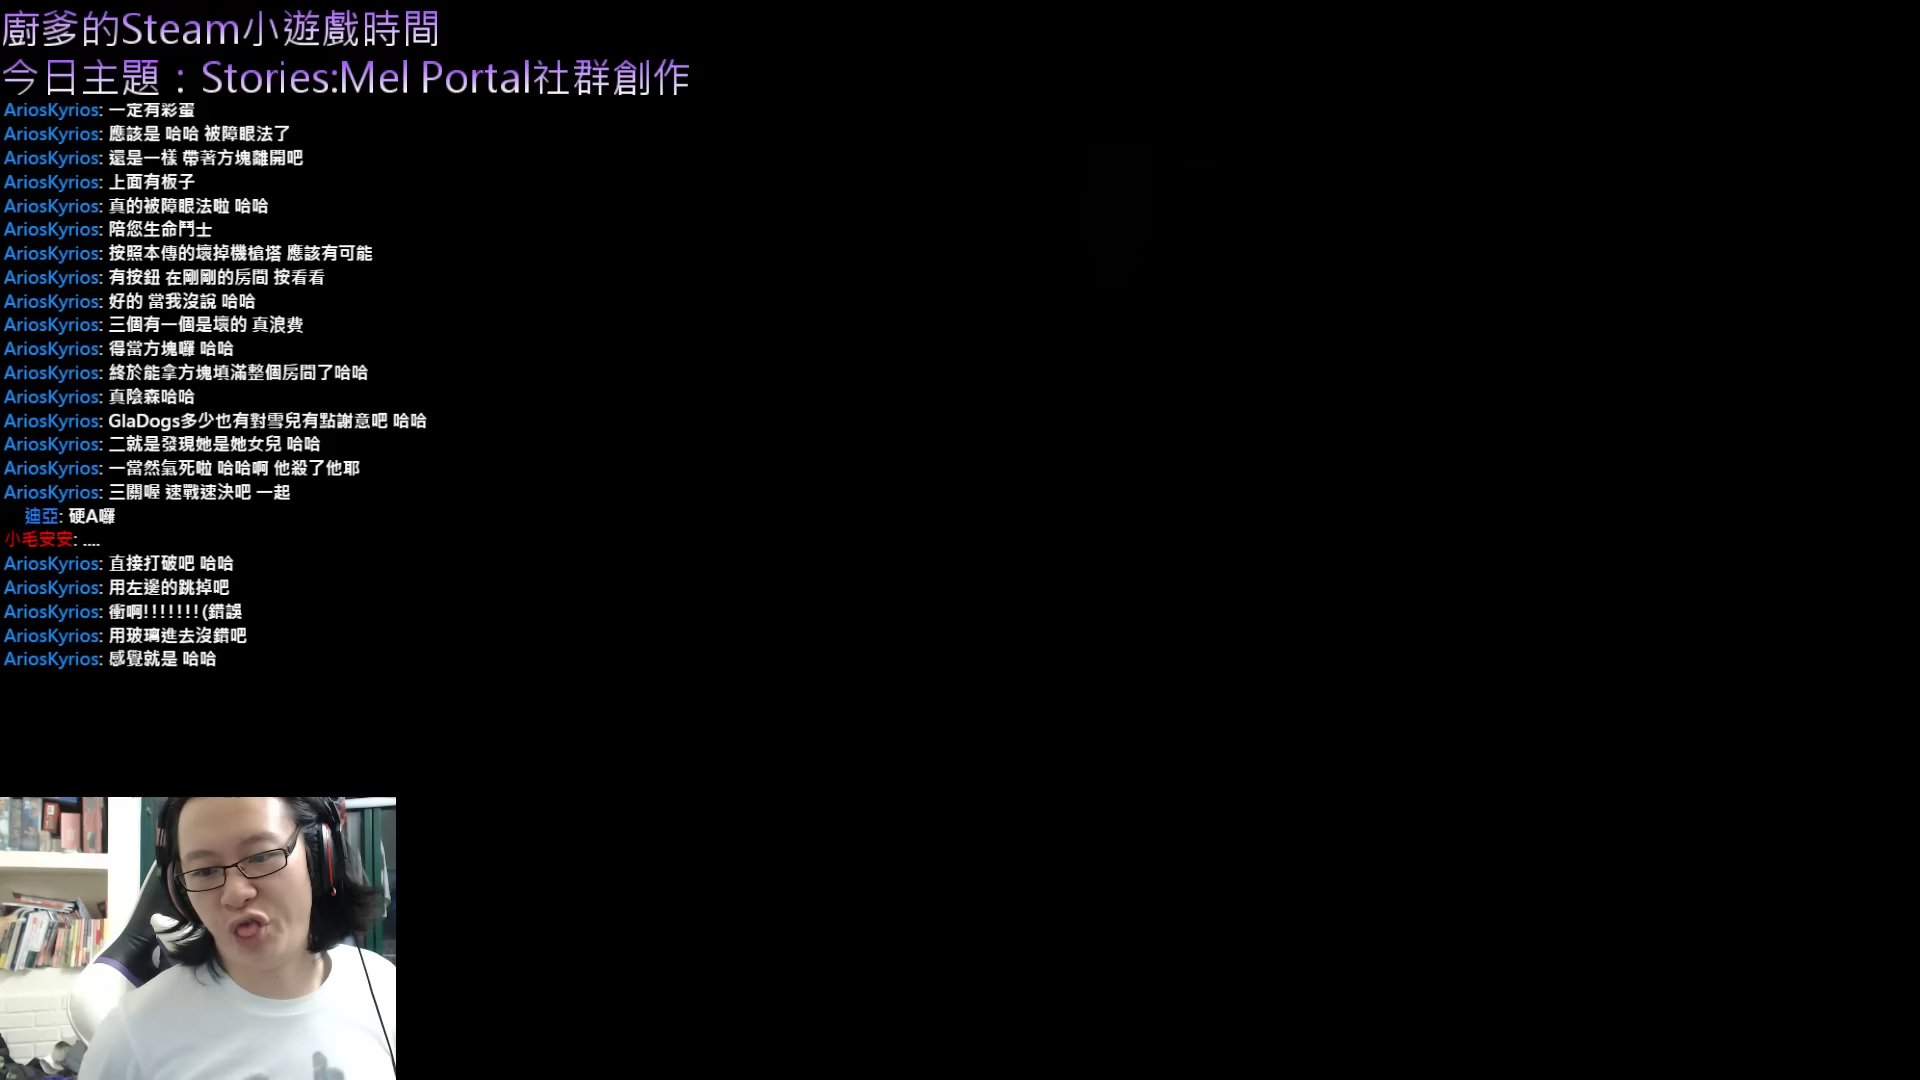 廚爹的Steam小遊戲時間
今日主題：Stories:Mel Portal社群創作
AriosKyrios: 一定有彩蛋
AriosKyrios: 應該是 哈哈 被障眼法了
AriosKyrios: 還是一樣 帶著方塊離開吧
AriosKyrios: 上面有板子
AriosKyrios: 真的被障眼法啦 哈哈
AriosKyrios: 陪您生命鬥士
AriosKyrios: 按照本傳的壞掉機槍塔 應該有可能
AriosKyrios: 有按鈕 在剛剛的房間 按看看
AriosKyrios: 好的 當我沒說 哈哈
AriosKyrios: 三個有一個是壞的 真浪費
AriosKyrios: 得當方塊囉 哈哈
AriosKyrios: 終於能拿方塊填滿整個房間了哈哈
AriosKyrios: 真陰森哈哈
AriosKyrios: GlaDogs多少也有對雪兒有點謝意吧 哈哈
AriosKyrios: 二就是發現她是她女兒 哈哈
AriosKyrios: 一當然氣死啦 哈哈啊 他殺了他耶
AriosKyrios: 三關喔 速戰速決吧 一起
迪亞: 硬A囉
小毛安安: ....
AriosKyrios: 直接打破吧 哈哈
AriosKyrios: 用左邊的跳掉吧
AriosKyrios: 衝啊!!!!!!!(錯誤
AriosKyrios: 用玻璃進去沒錯吧
AriosKyrios: 感覺就是 哈哈